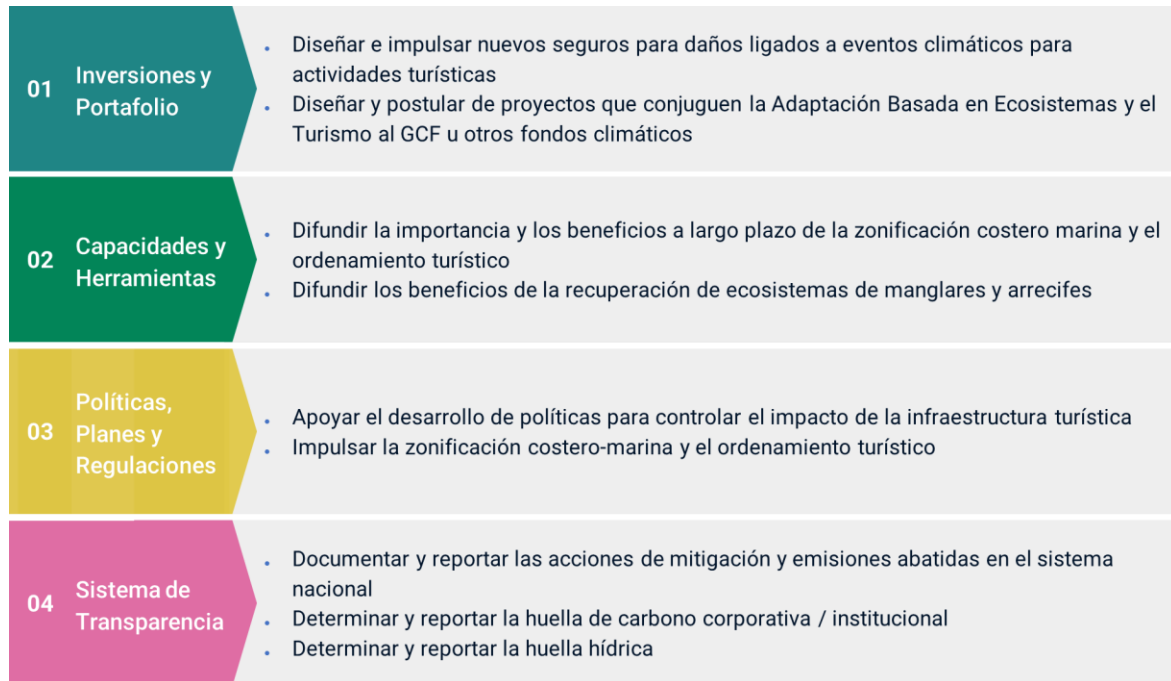 01
Inversiones y
Portafolio
• Diseñar e impulsar nuevos seguros para daños ligados a eventos climáticos para
actividades turísticas
• Diseñar y postular de proyectos que conjuguen la Adaptación Basada en Ecosistemas y el
Turismo al GCF u otros fondos climáticos
02
Capacidades y
Herramientas
• Difundir la importancia y los beneficios a largo plazo de la zonificación costero marina y el
ordenamiento turístico
• Difundir los beneficios de la recuperación de ecosistemas de manglares y arrecifes
03
Políticas,
Planes y
Regulaciones
• Apoyar el desarrollo de políticas para controlar el impacto de la infraestructura turística
• Impulsar la zonificación costero-marina y el ordenamiento turístico
04
Sistema de
Transparencia
• Documentar y reportar las acciones de mitigación y emisiones abatidas en el sistema
nacional
• Determinar y reportar la huella de carbono corporativa / institucional
• Determinar y reportar la huella hídrica